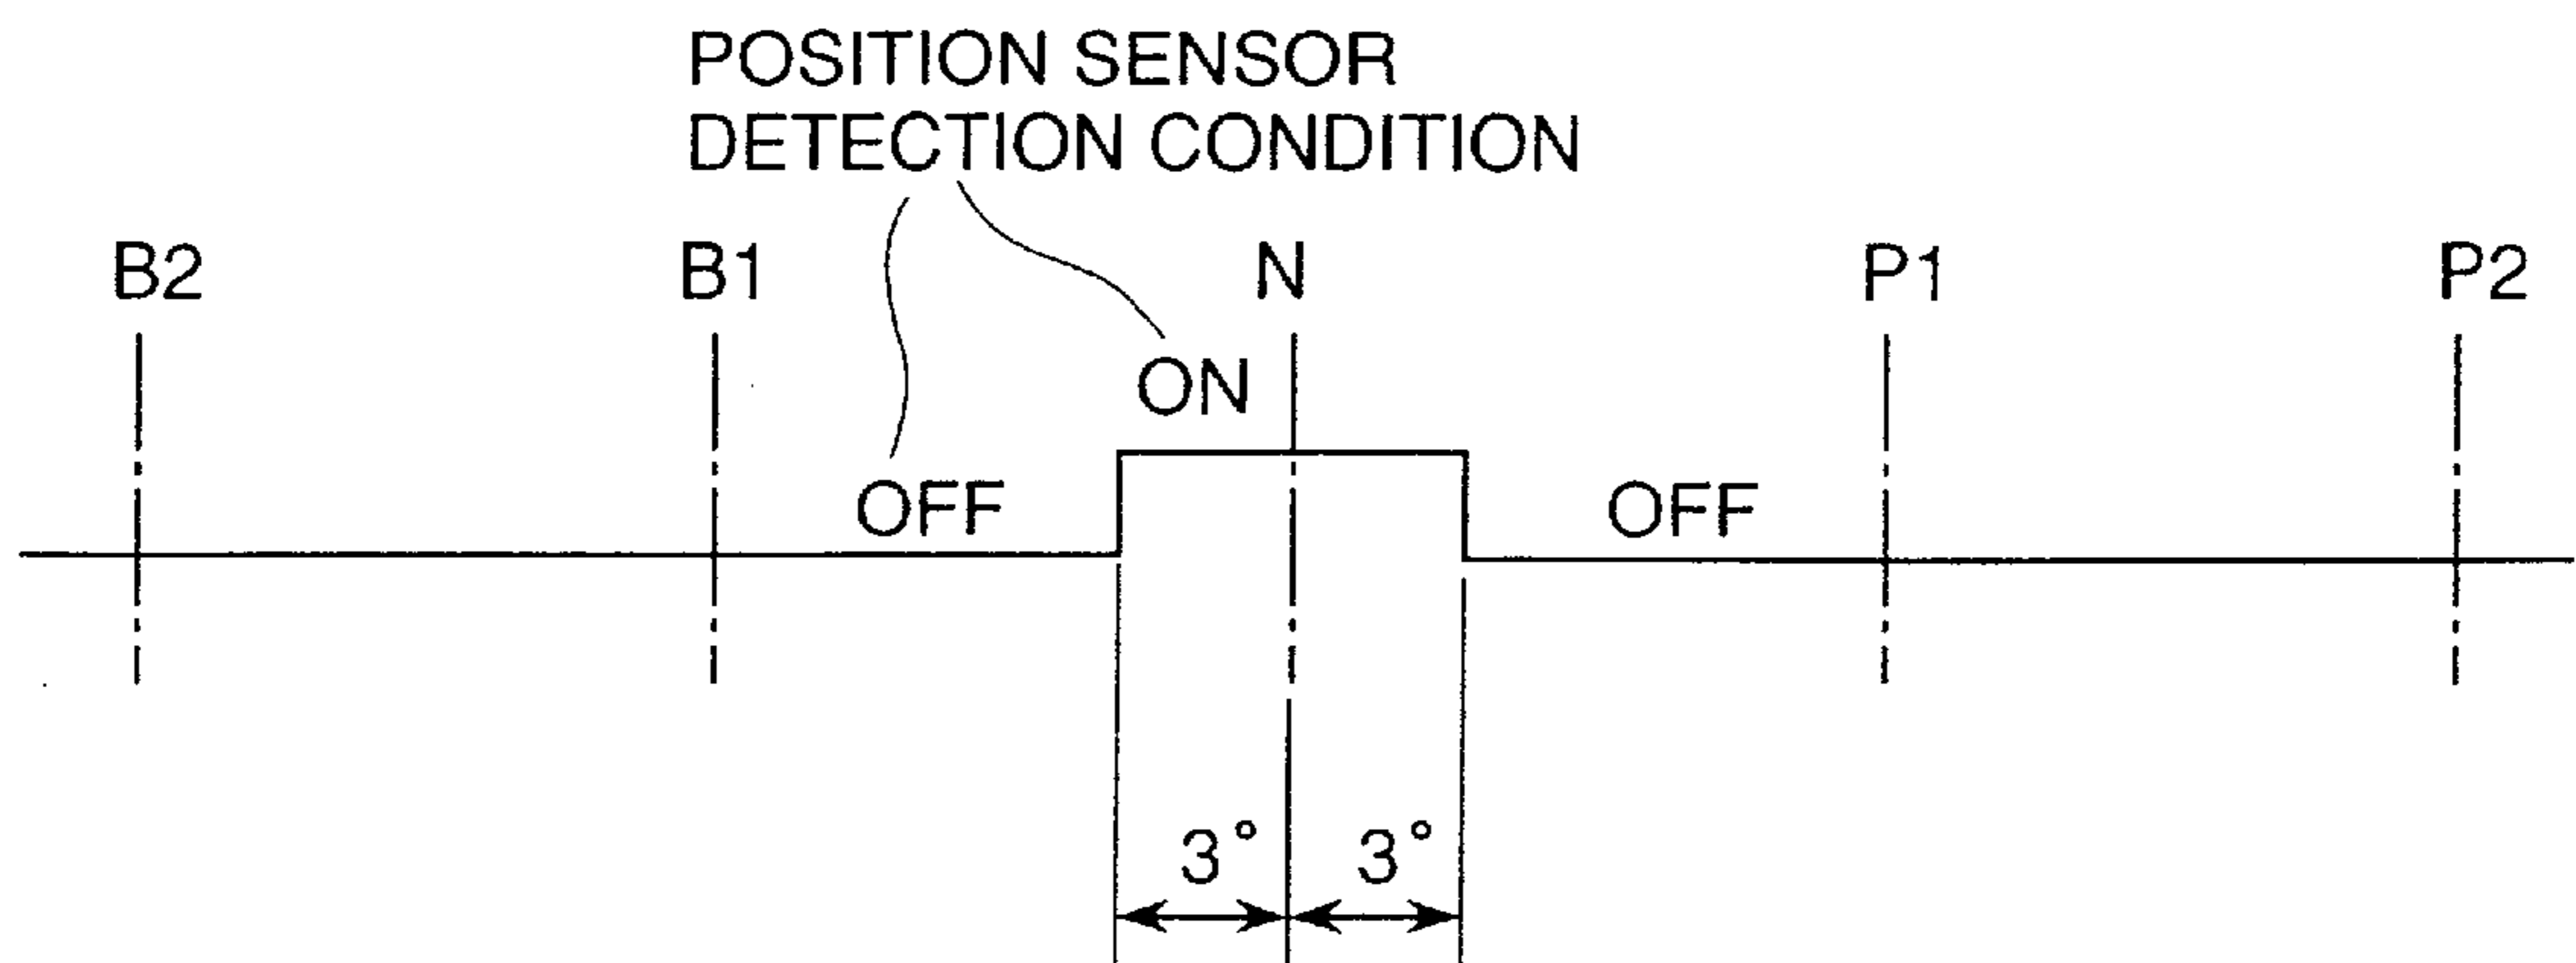 POSITION SENSOR
DETECTION CONDITION
B2 B1 N P1 P2
ON
OFF OFF
3° 3°